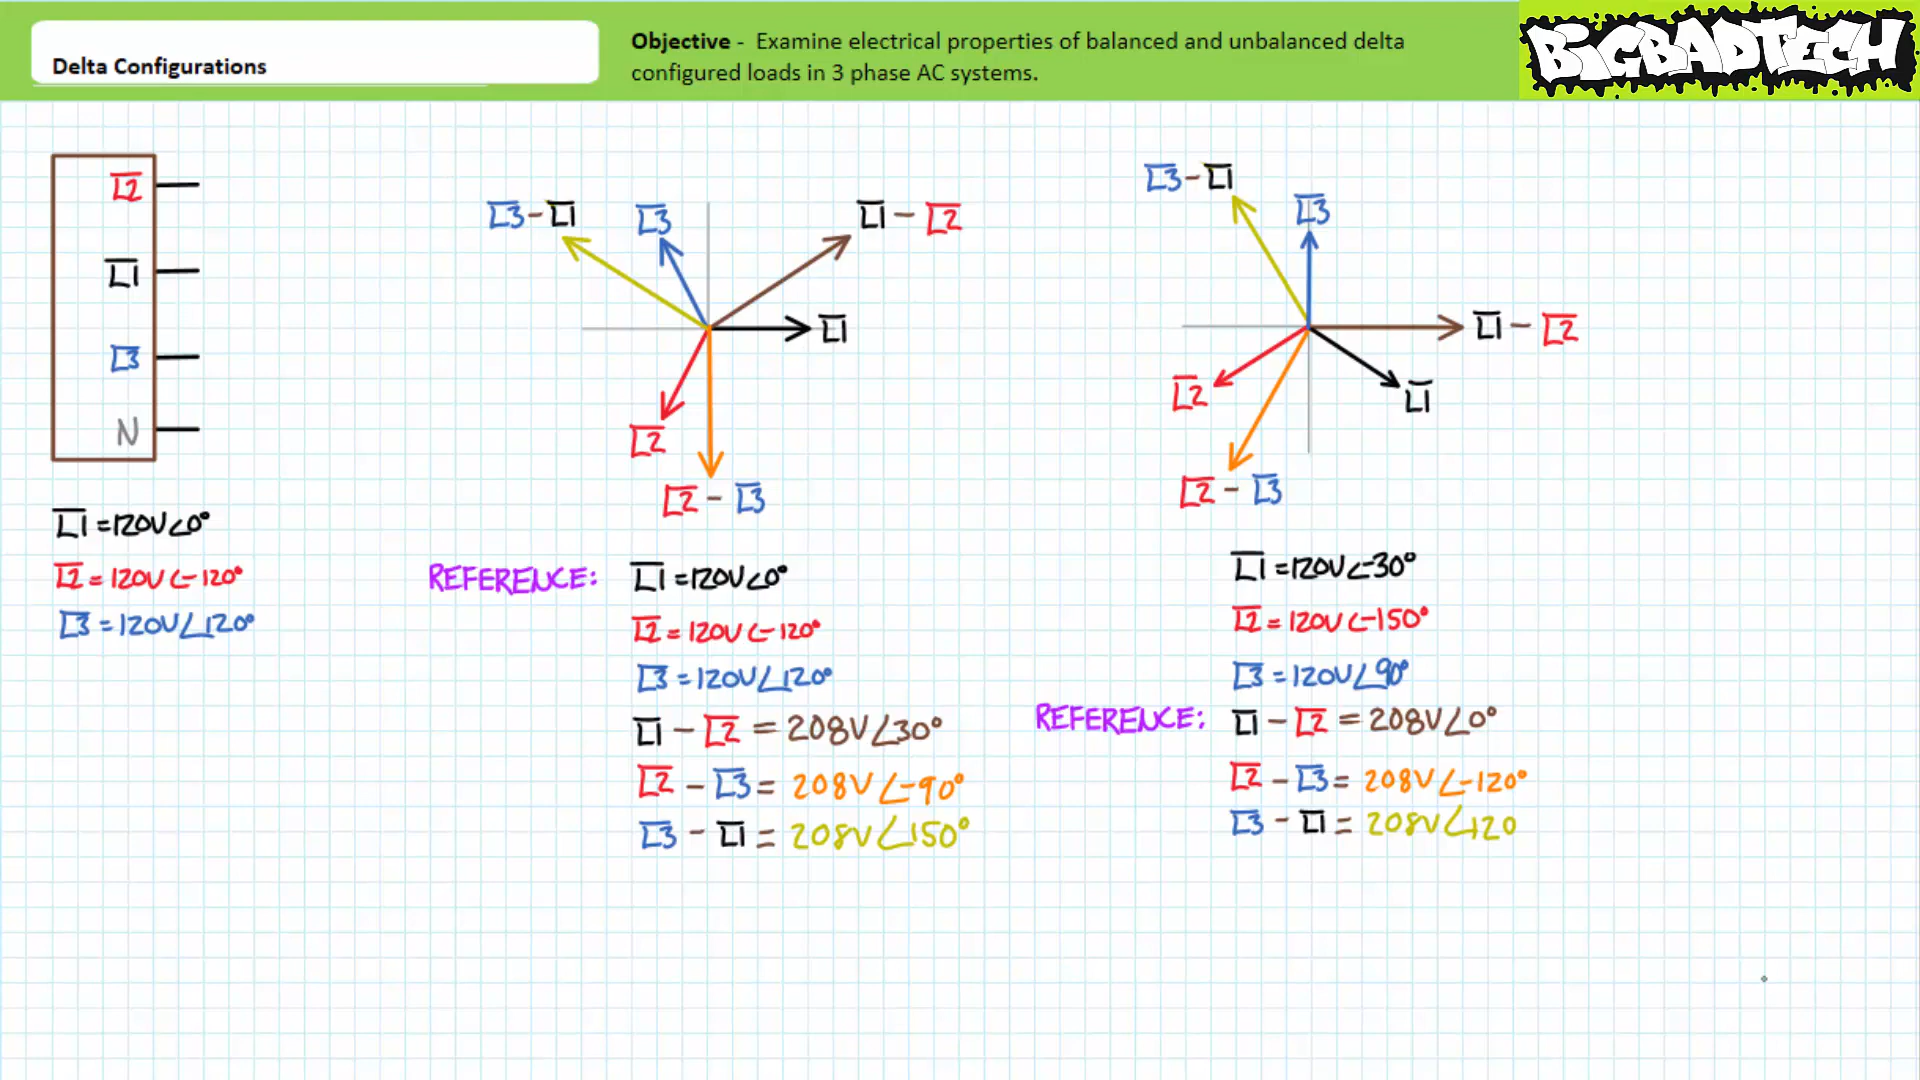 Delta Configurations
Objective - Examine electrical properties of balanced and unbalanced delta
configured loads in 3 phase AC systems.
BIGBADTECH
L2
L1
L3
N
L1 = 120V∠0°
L2 = 120V∠-120°
L3 = 120V∠120°
L3 - L1
L3
L1 - L2
L1
L2
L2 - L3
REFERENCE: L1 = 120V∠0°
L2 = 120V∠-120°
L3 = 120V∠120°
L1 - L2 = 208V∠30°
L2 - L3 = 208V∠-90°
L3 - L1 = 208V∠150°
L3 - L1
L3
L1 - L2
L2
L1
L2 - L3
L1 = 120V∠-30°
L2 = 120V∠-150°
L3 = 120V∠90°
REFERENCE: L1 - L2 = 208V∠0°
L2 - L3 = 208V∠-120°
L3 - L1 = 208V∠120